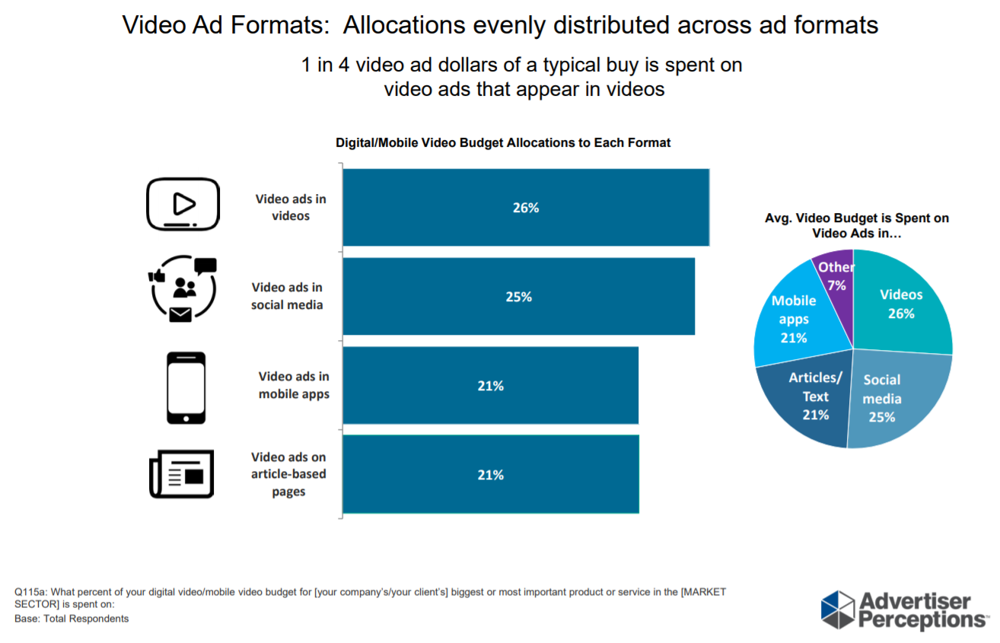 Video Ad Formats:  Allocations evenly distributed across ad formats
1 in 4 video ad dollars of a typical buy is spent on
video ads that appear in videos
Digital/Mobile Video Budget Allocations to Each Format
Video ads in
videos
26%
Video ads in
social media
25%
Video ads in
mobile apps
21%
Video ads on
article-based
pages
21%
Avg. Video Budget is Spent on
Video Ads in…
Other
7%
Videos
26%
Mobile
apps
21%
Articles/
Text
21%
Social
media
25%
Q115a: What percent of your digital video/mobile video budget for [your company's/your client's] biggest or most important product or service in the [MARKET
SECTOR] is spent on:
Base: Total Respondents
Advertiser
Perceptions™